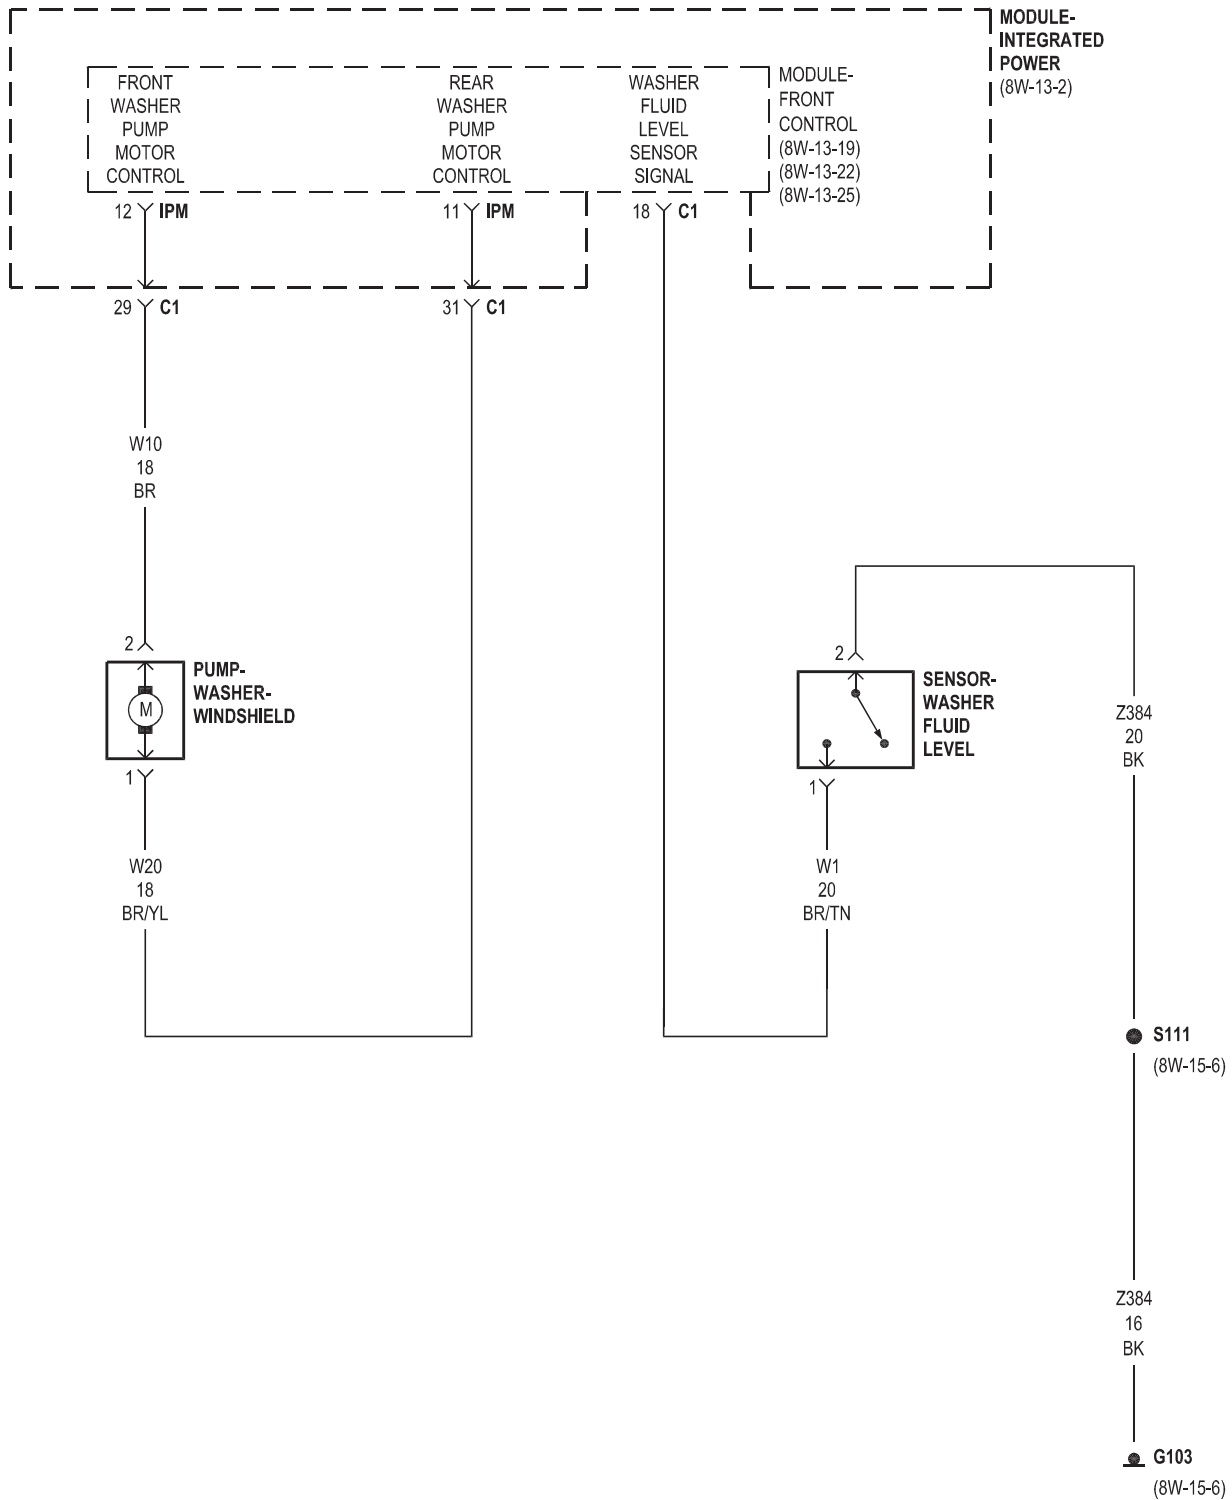 MODULE-
INTEGRATED
POWER
(8W-13-2)
FRONT
WASHER
PUMP
MOTOR
CONTROL
REAR
WASHER
PUMP
MOTOR
CONTROL
WASHER
FLUID
LEVEL
SENSOR
SIGNAL
MODULE-
FRONT
CONTROL
(8W-13-19)
(8W-13-22)
(8W-13-25)
12 IPM
11 IPM
18 C1
29 C1
31 C1
W10
18
BR
2
PUMP-
WASHER-
WINDSHIELD
M
1
W20
18
BR/YL
2
SENSOR-
WASHER
FLUID
LEVEL
1
W1
20
BR/TN
Z384
20
BK
S111
(8W-15-6)
Z384
16
BK
G103
(8W-15-6)